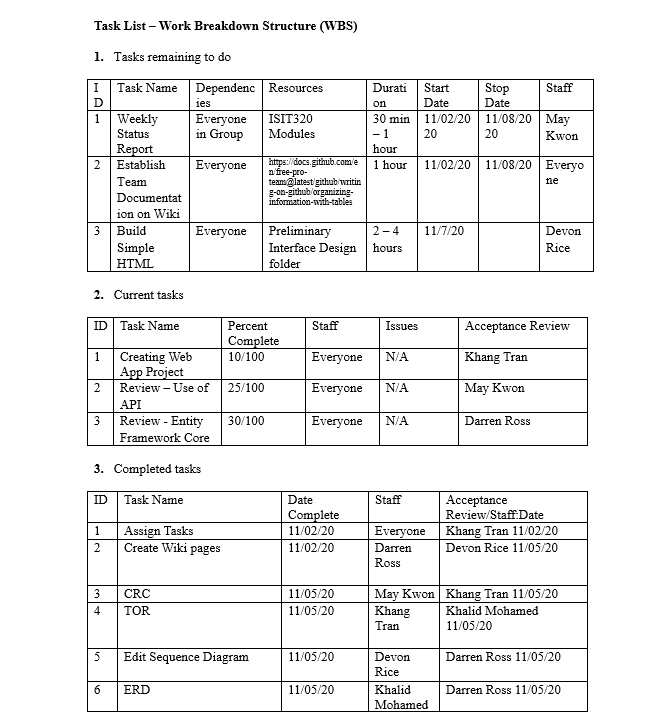 Task List – Work Breakdown Structure (WBS)
1. Tasks remaining to do
ID Task Name Dependencies Resources Duration Start Date Stop Date Staff
1 Weekly Status Report Everyone in Group ISIT320 Modules 30 min – 1 hour 11/02/2020 11/08/2020 May Kwon
2 Establish Team Documentation on Wiki Everyone https://docs.github.com/en/free-pro-team@latest/github/writing-on-github/organizing-information-with-tables 1 hour 11/02/20 11/08/20 Everyone
3 Build Simple HTML Everyone Preliminary Interface Design folder 2 – 4 hours 11/7/20 Devon Rice
2. Current tasks
ID Task Name Percent Complete Staff Issues Acceptance Review
1 Creating Web App Project 10/100 Everyone N/A Khang Tran
2 Review – Use of API 25/100 Everyone N/A May Kwon
3 Review - Entity Framework Core 30/100 Everyone N/A Darren Ross
3. Completed tasks
ID Task Name Date Complete Staff Acceptance Review/Staff:Date
1 Assign Tasks 11/02/20 Everyone Khang Tran 11/02/20
2 Create Wiki pages 11/02/20 Darren Ross Devon Rice 11/05/20
3 CRC 11/05/20 May Kwon Khang Tran 11/05/20
4 TOR 11/05/20 Khang Tran Khalid Mohamed 11/05/20
5 Edit Sequence Diagram 11/05/20 Devon Rice Darren Ross 11/05/20
6 ERD 11/05/20 Khalid Mohamed Darren Ross 11/05/20